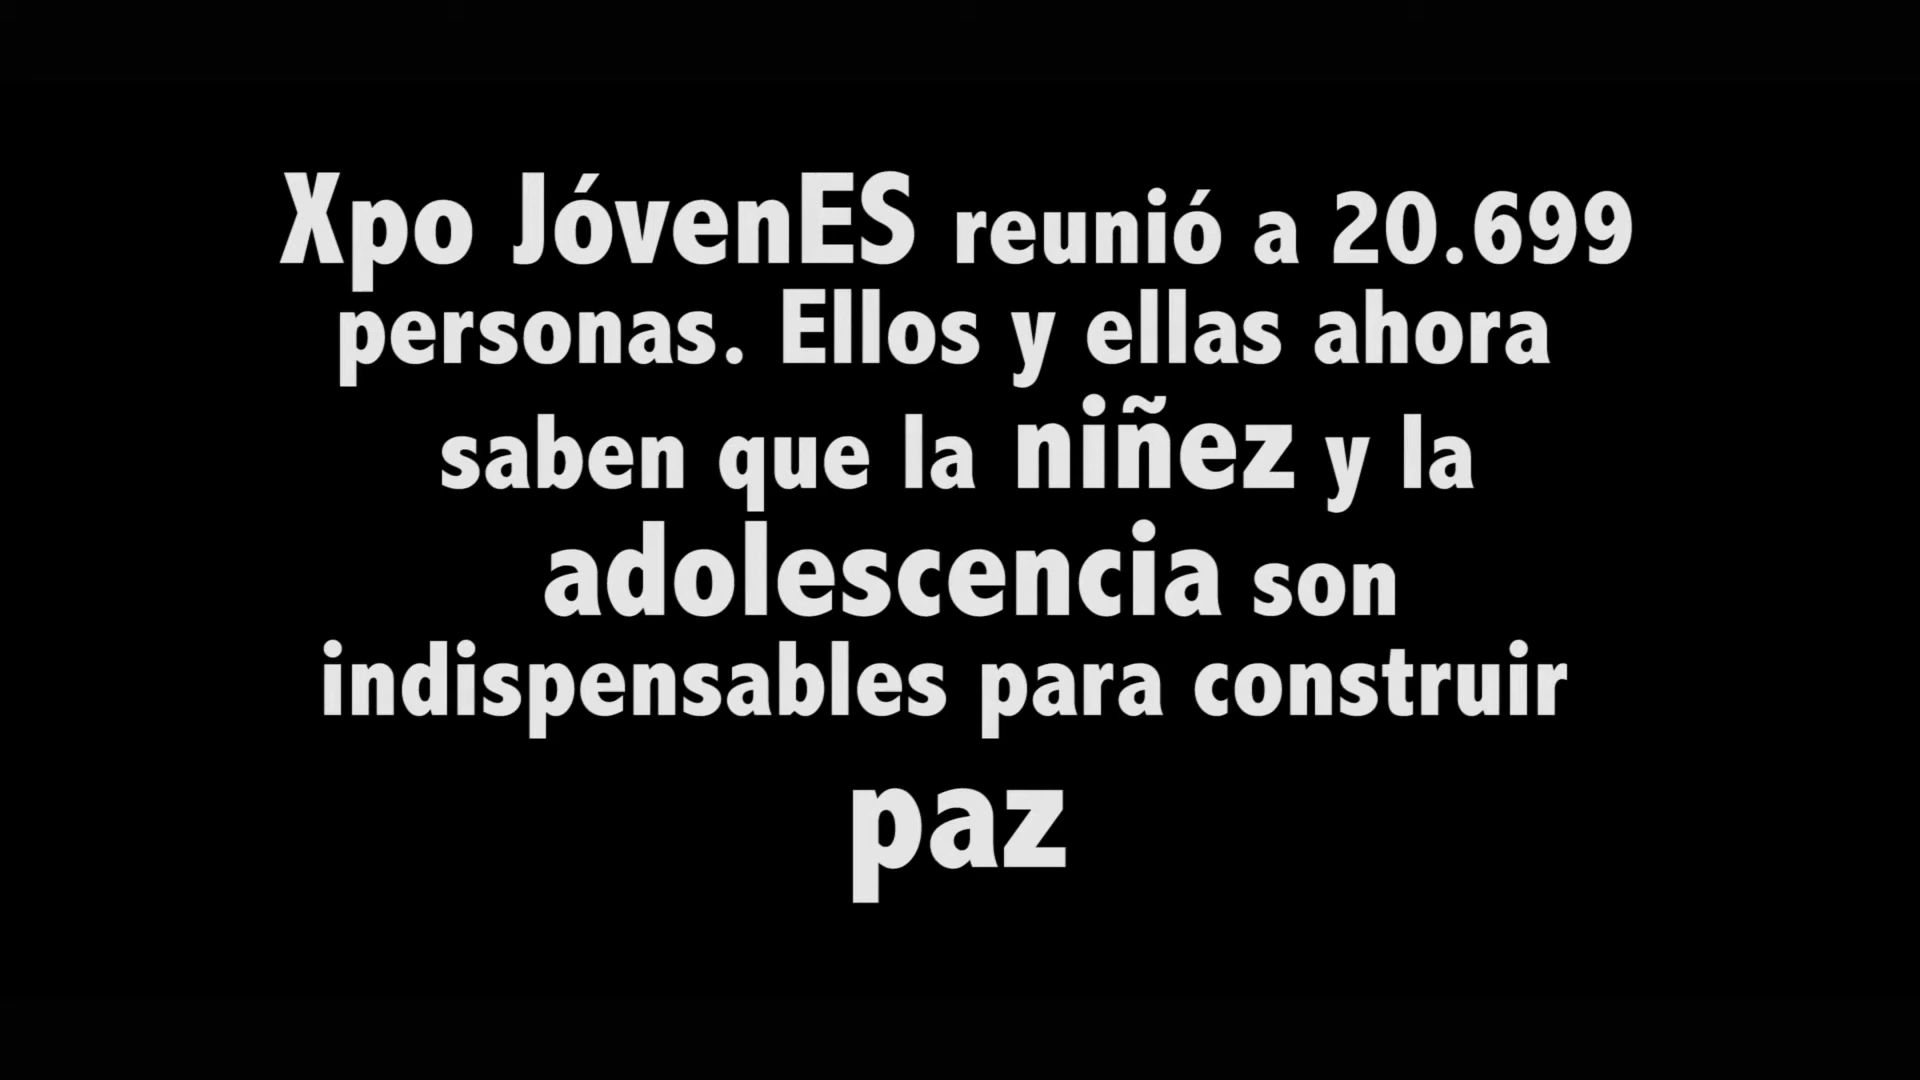 Xpo JóvenES reunió a 20.699
personas. Ellos y ellas ahora
saben que la niñez y la
adolescencia son
indispensables para construir
paz